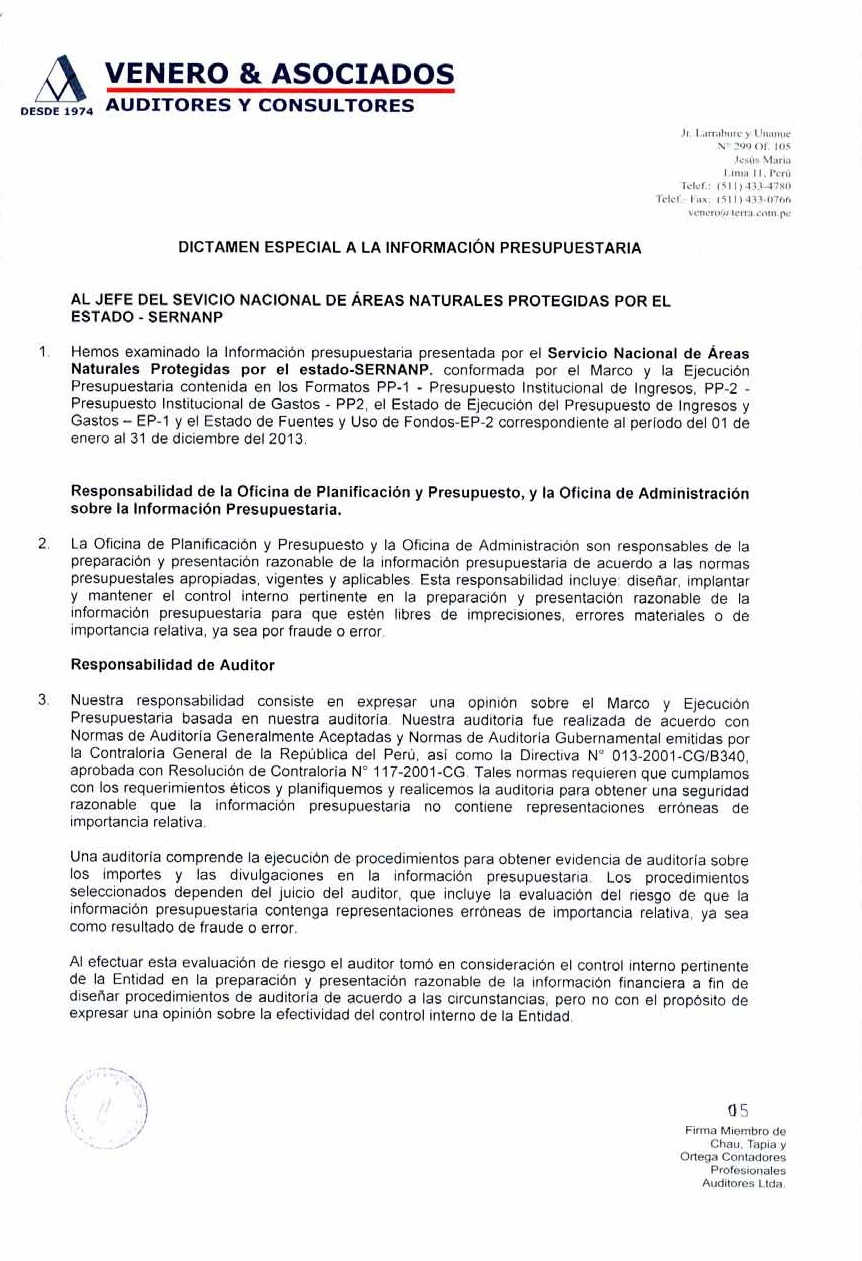 VENERO & ASOCIADOS
DESDE 1974 AUDITORES Y CONSULTORES
Jr. Larrabure y Unanue
N° 299 Of. 105
Jesús María
Lima 11, Perú
Telef.: (511) 433-4780
Telef.- Fax: (511) 433-0766
venero@terra.com.pe
DICTAMEN ESPECIAL A LA INFORMACIÓN PRESUPUESTARIA
AL JEFE DEL SEVICIO NACIONAL DE ÁREAS NATURALES PROTEGIDAS POR EL
ESTADO - SERNANP
1. Hemos examinado la Información presupuestaria presentada por el Servicio Nacional de Áreas
Naturales Protegidas por el estado-SERNANP. conformada por el Marco y la Ejecución
Presupuestaria contenida en los Formatos PP-1 - Presupuesto Institucional de Ingresos, PP-2 -
Presupuesto Institucional de Gastos - PP2, el Estado de Ejecución del Presupuesto de Ingresos y
Gastos – EP-1 y el Estado de Fuentes y Uso de Fondos-EP-2 correspondiente al período del 01 de
enero al 31 de diciembre del 2013.
Responsabilidad de la Oficina de Planificación y Presupuesto, y la Oficina de Administración
sobre la Información Presupuestaria.
2. La Oficina de Planificación y Presupuesto y la Oficina de Administración son responsables de la
preparación y presentación razonable de la información presupuestaria de acuerdo a las normas
presupuestales apropiadas, vigentes y aplicables. Esta responsabilidad incluye: diseñar, implantar
y mantener el control interno pertinente en la preparación y presentación razonable de la
información presupuestaria para que estén libres de imprecisiones, errores materiales o de
importancia relativa, ya sea por fraude o error.
Responsabilidad de Auditor
3. Nuestra responsabilidad consiste en expresar una opinión sobre el Marco y Ejecución
Presupuestaria basada en nuestra auditoría. Nuestra auditoría fue realizada de acuerdo con
Normas de Auditoría Generalmente Aceptadas y Normas de Auditoría Gubernamental emitidas por
la Contraloría General de la República del Perú, así como la Directiva N° 013-2001-CG/B340,
aprobada con Resolución de Contraloría N° 117-2001-CG. Tales normas requieren que cumplamos
con los requerimientos éticos y planifiquemos y realicemos la auditoria para obtener una seguridad
razonable que la información presupuestaria no contiene representaciones erróneas de
importancia relativa.
Una auditoría comprende la ejecución de procedimientos para obtener evidencia de auditoría sobre
los importes y las divulgaciones en la información presupuestaria. Los procedimientos
seleccionados dependen del juicio del auditor, que incluye la evaluación del riesgo de que la
información presupuestaria contenga representaciones erróneas de importancia relativa, ya sea
como resultado de fraude o error.
Al efectuar esta evaluación de riesgo el auditor tomó en consideración el control interno pertinente
de la Entidad en la preparación y presentación razonable de la información financiera a fin de
diseñar procedimientos de auditoría de acuerdo a las circunstancias, pero no con el propósito de
expresar una opinión sobre la efectividad del control interno de la Entidad.
05
Firma Miembro de
Chau, Tapia y
Ortega Contadores
Profesionales
Auditores Ltda.